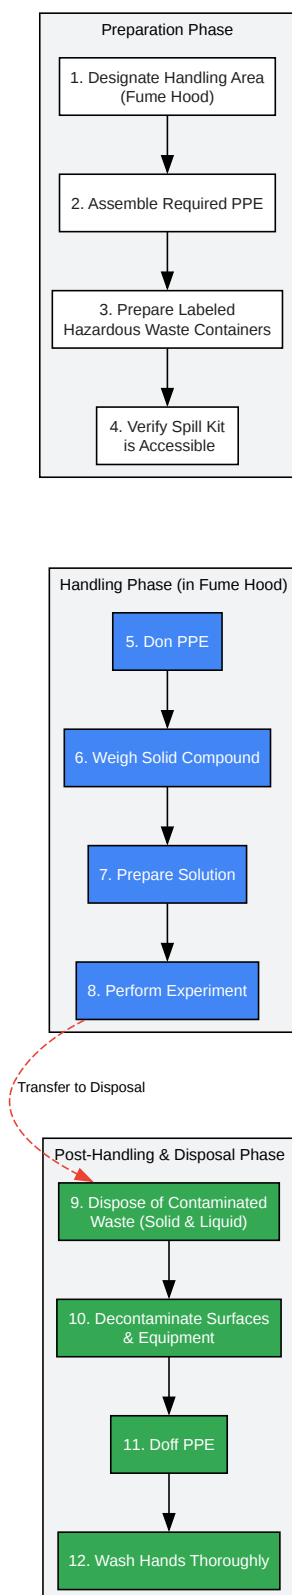 Preparation Phase
1. Designate Handling Area
(Fume Hood)
2. Assemble Required PPE
3. Prepare Labeled
Hazardous Waste Containers
4. Verify Spill Kit
is Accessible
Handling Phase (in Fume Hood)
5. Don PPE
6. Weigh Solid Compound
7. Prepare Solution
8. Perform Experiment
Transfer to Disposal
Post-Handling & Disposal Phase
9. Dispose of Contaminated
Waste (Solid & Liquid)
10. Decontaminate Surfaces
& Equipment
11. Doff PPE
12. Wash Hands Thoroughly